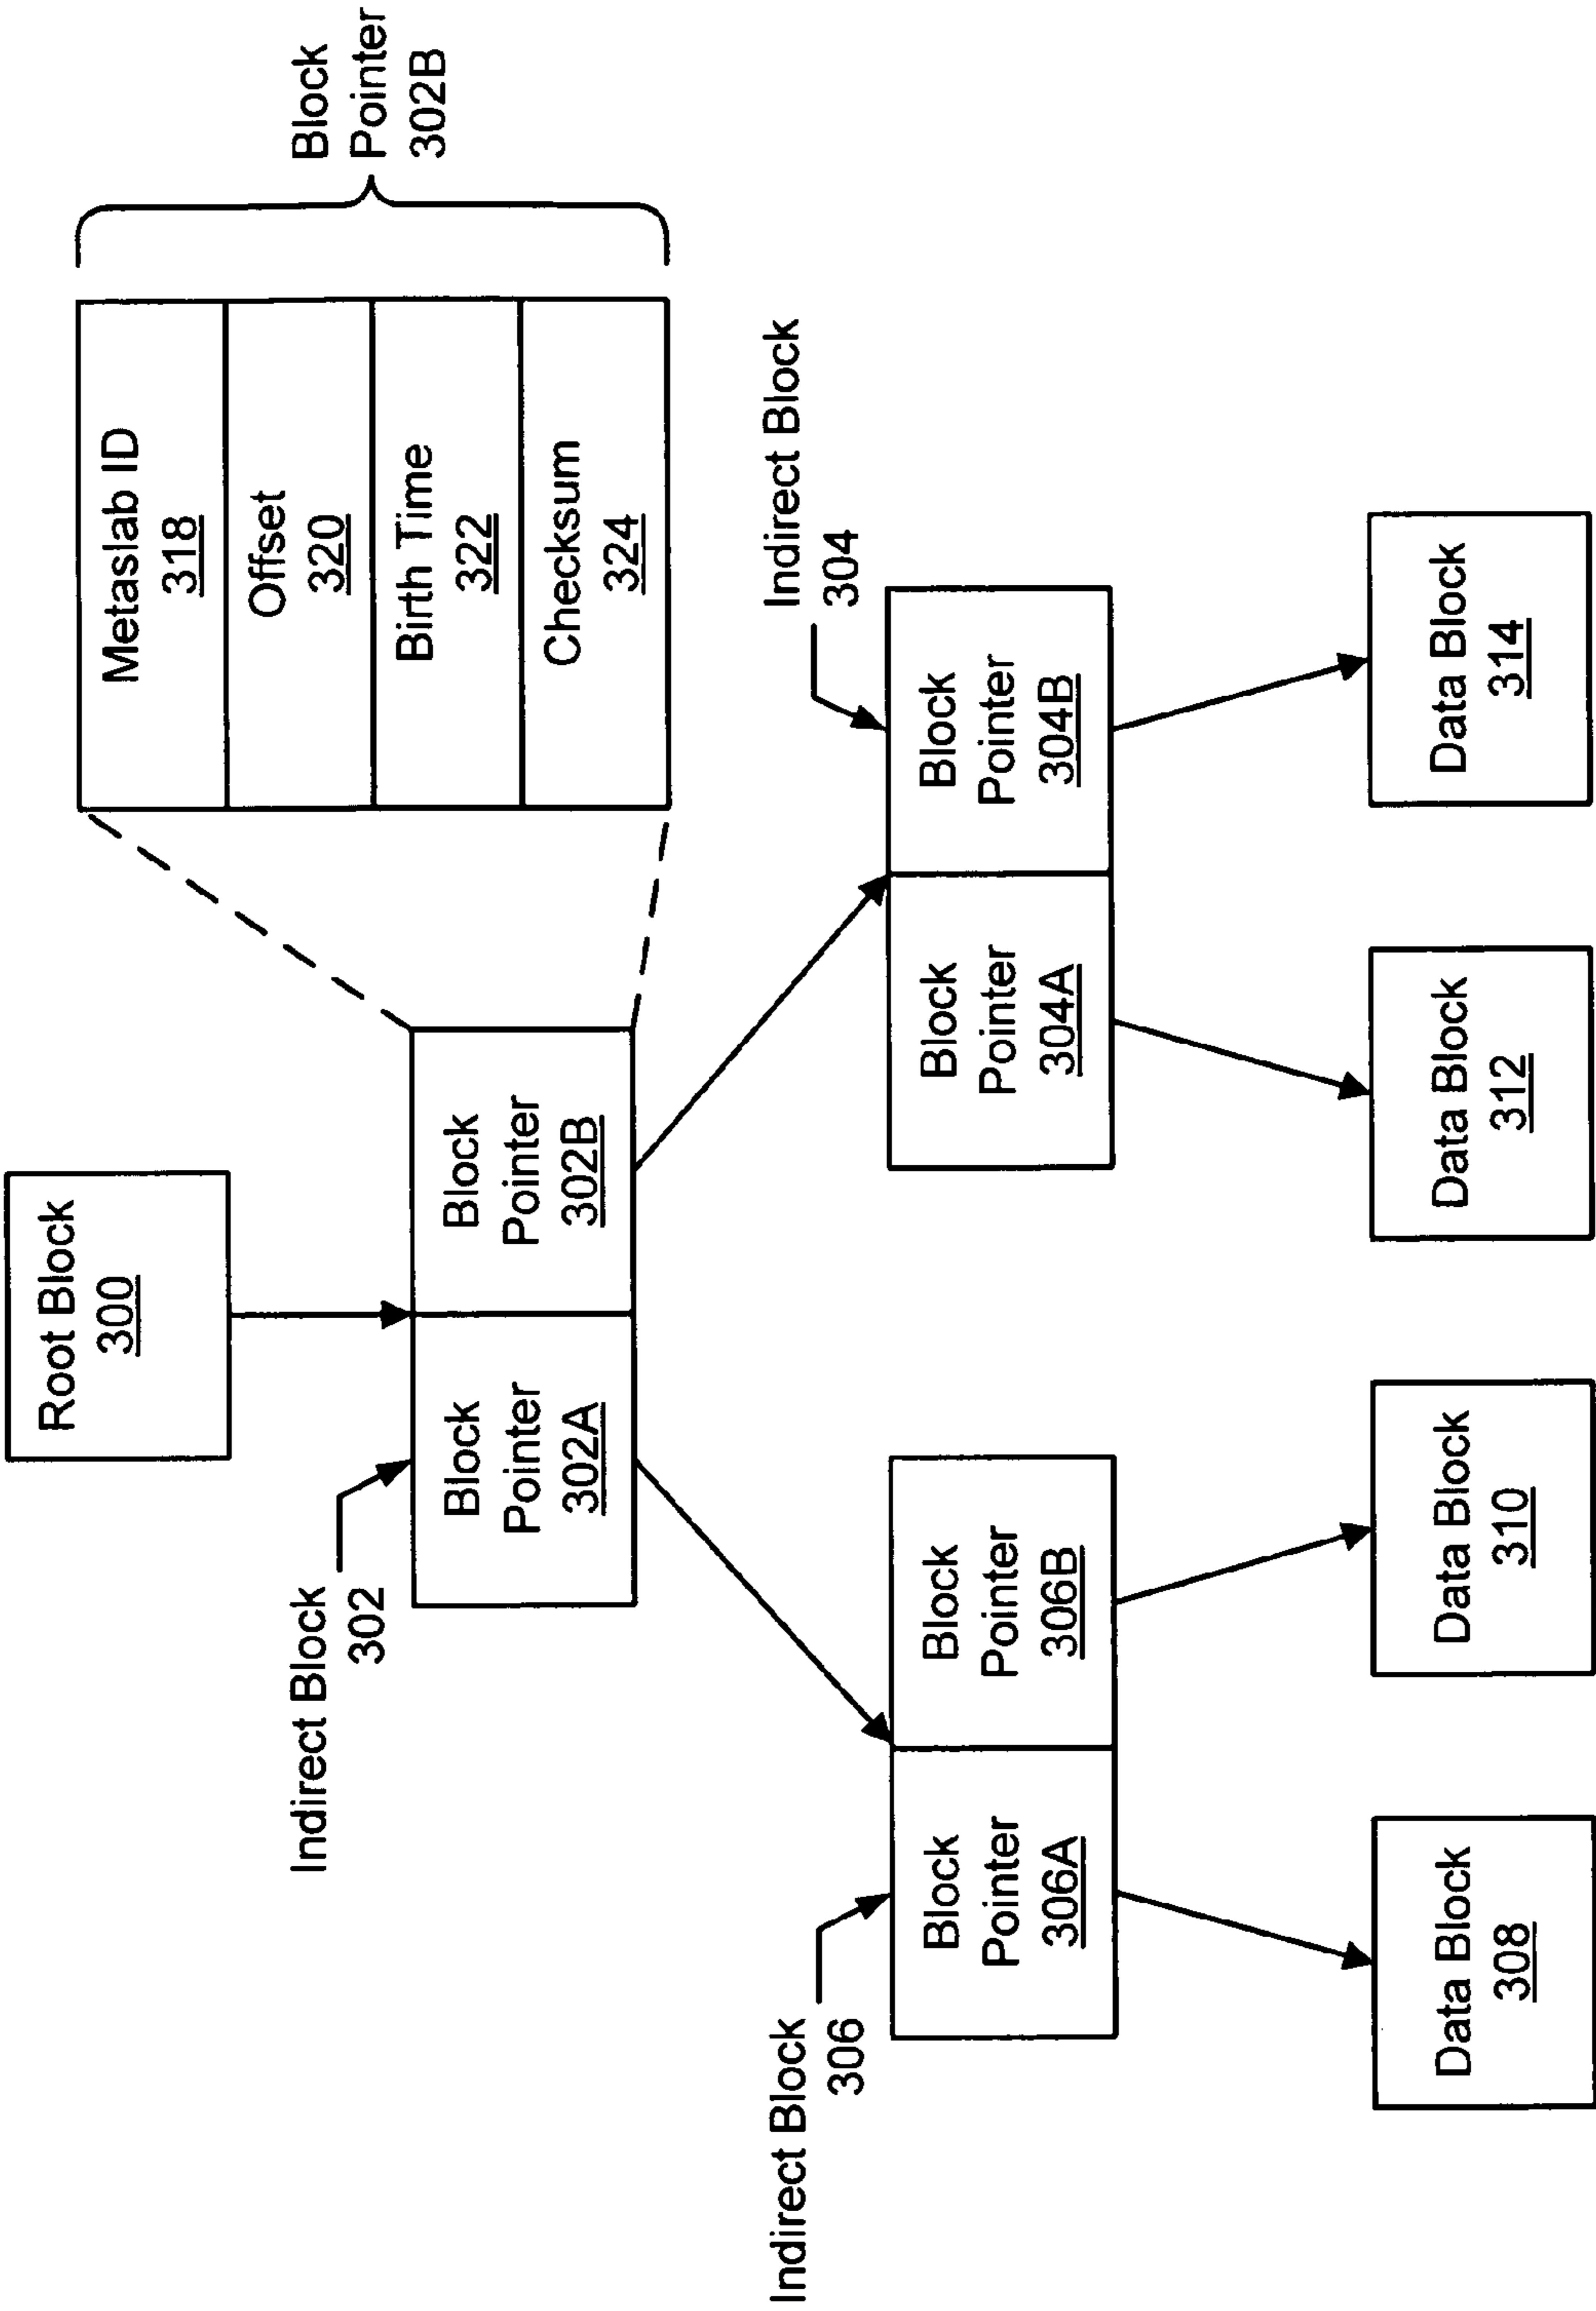 Root Block
300
Indirect Block
302
Block
Pointer
302A
Block
Pointer
302B
Metaslab ID
318
Offset
320
Birth Time
322
Checksum
324
Block
Pointer
302B
Indirect Block
306
Block
Pointer
306A
Block
Pointer
306B
Indirect Block
304
Block
Pointer
304A
Block
Pointer
304B
Data Block
308
Data Block
310
Data Block
312
Data Block
314